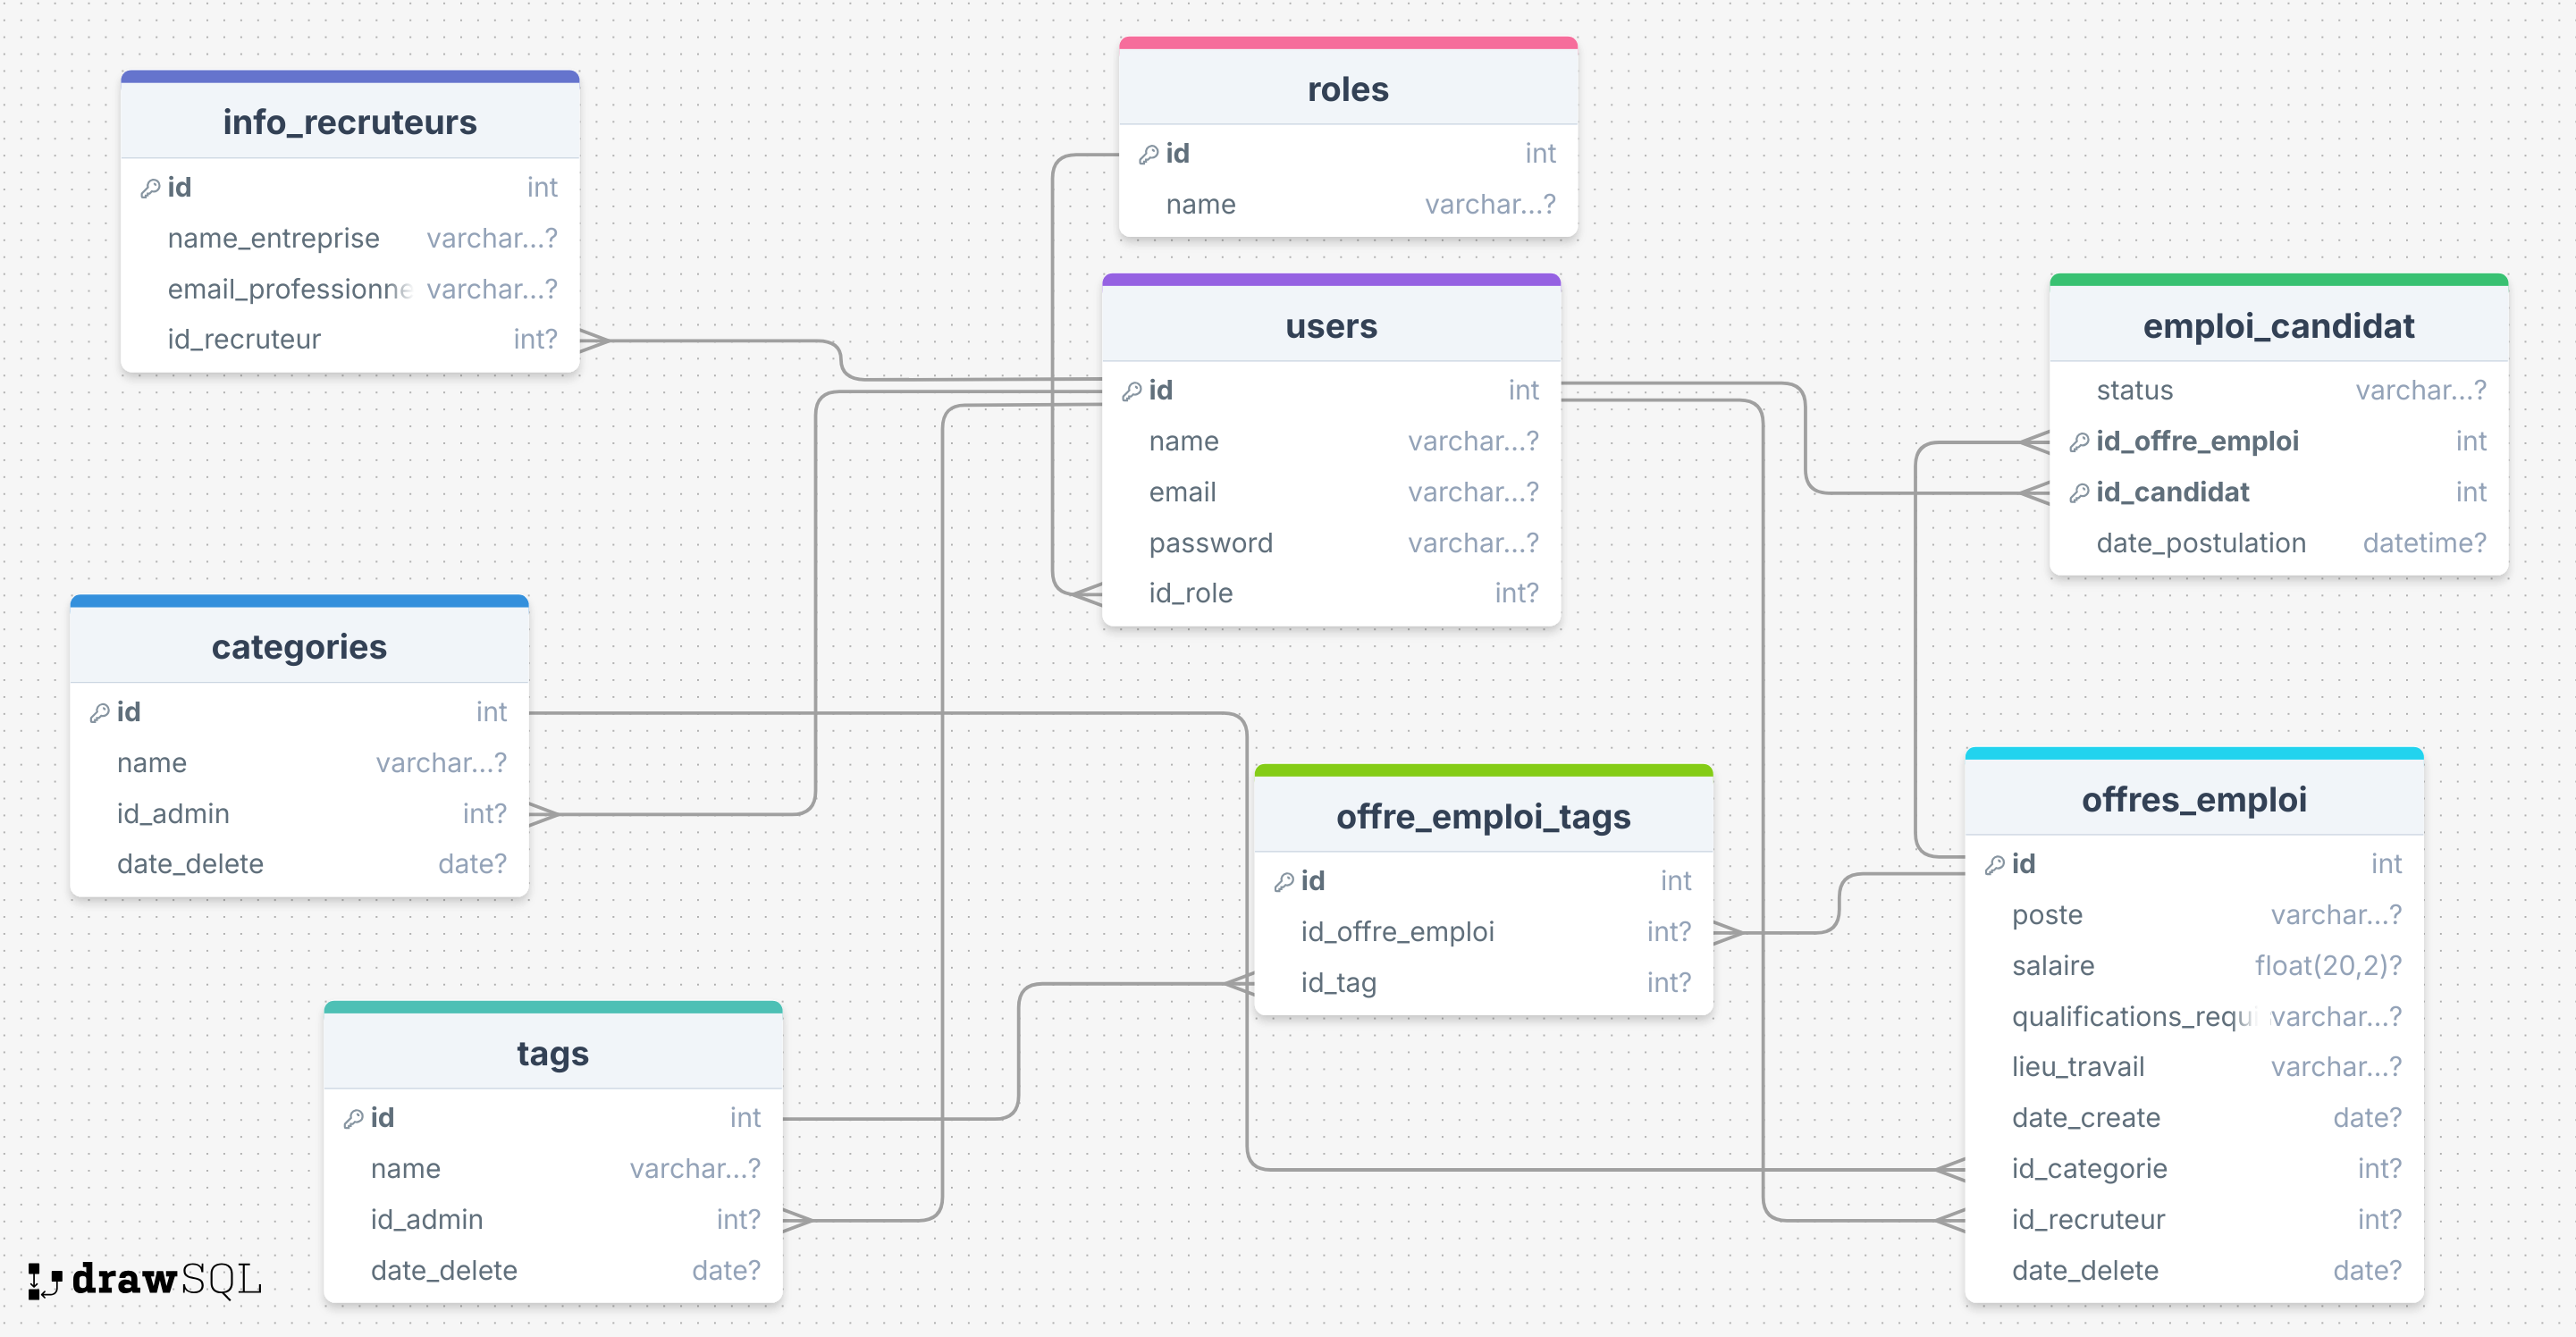 info_recruteurs
id int
name_entreprise varchar...?
email_professionne varchar...?
id_recruteur int?
roles
id int
name varchar...?
users
id int
name varchar...?
email varchar...?
password varchar...?
id_role int?
emploi_candidat
status varchar...?
id_offre_emploi int
id_candidat int
date_postulation datetime?
categories
id int
name varchar...?
id_admin int?
date_delete date?
offre_emploi_tags
id int
id_offre_emploi int?
id_tag int?
offres_emploi
id int
poste varchar...?
salaire float(20,2)?
qualifications_requi varchar...?
lieu_travail varchar...?
date_create date?
id_categorie int?
id_recruteur int?
date_delete date?
tags
id int
name varchar...?
id_admin int?
date_delete date?
drawSQL